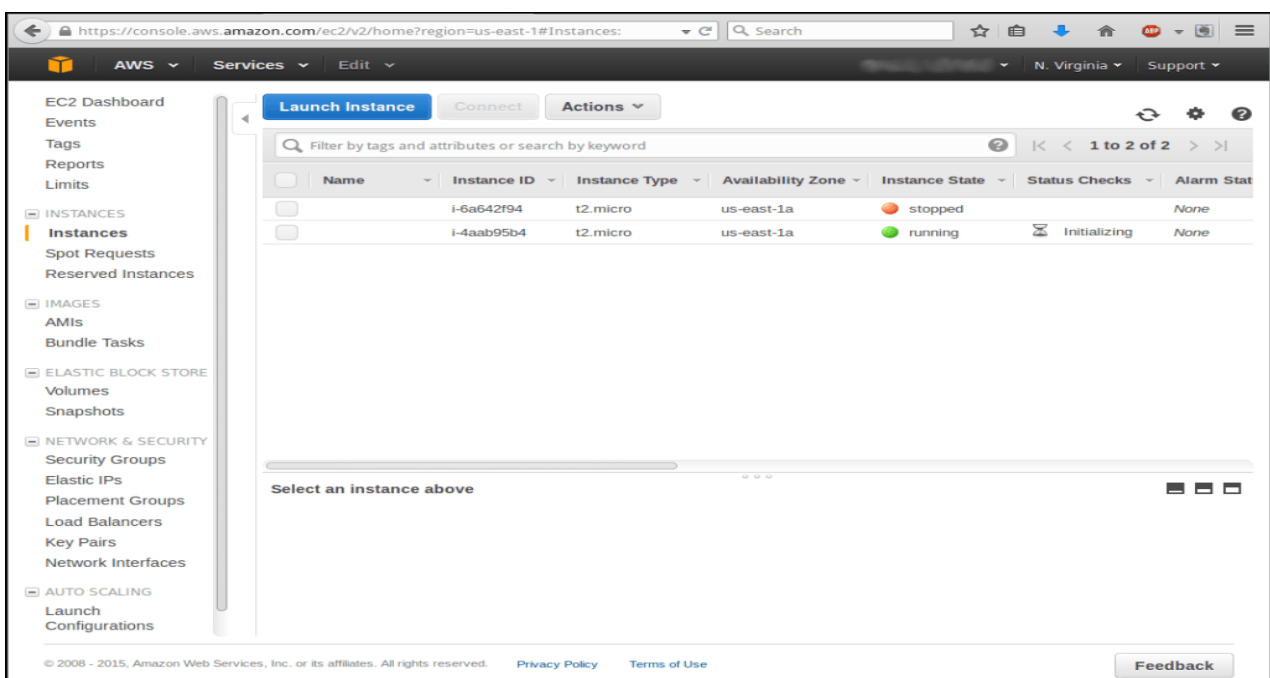 https://console.aws.amazon.com/ec2/v2/home?region=us-east-1#Instances: Search ABP
AWS Services Edit N. Virginia Support
EC2 Dashboard
Events
Tags
Reports
Limits
INSTANCES
Instances
Spot Requests
Reserved Instances
IMAGES
AMIs
Bundle Tasks
ELASTIC BLOCK STORE
Volumes
Snapshots
NETWORK & SECURITY
Security Groups
Elastic IPs
Placement Groups
Load Balancers
Key Pairs
Network Interfaces
AUTO SCALING
Launch
Configurations
Launch Instance Connect Actions
Filter by tags and attributes or search by keyword 1 to 2 of 2
Name Instance ID Instance Type Availability Zone Instance State Status Checks Alarm Stat
i-6a642f94 t2.micro us-east-1a stopped None
i-4aab95b4 t2.micro us-east-1a running Initializing None
Select an instance above
© 2008 - 2015, Amazon Web Services, Inc. or its affiliates. All rights reserved. Privacy Policy Terms of Use Feedback